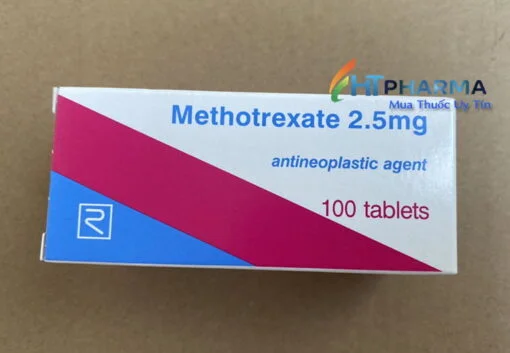 HTPHARMA
Mua Thuốc Uy Tín
Methotrexate 2.5mg
antineoplastic agent
100 tablets
R